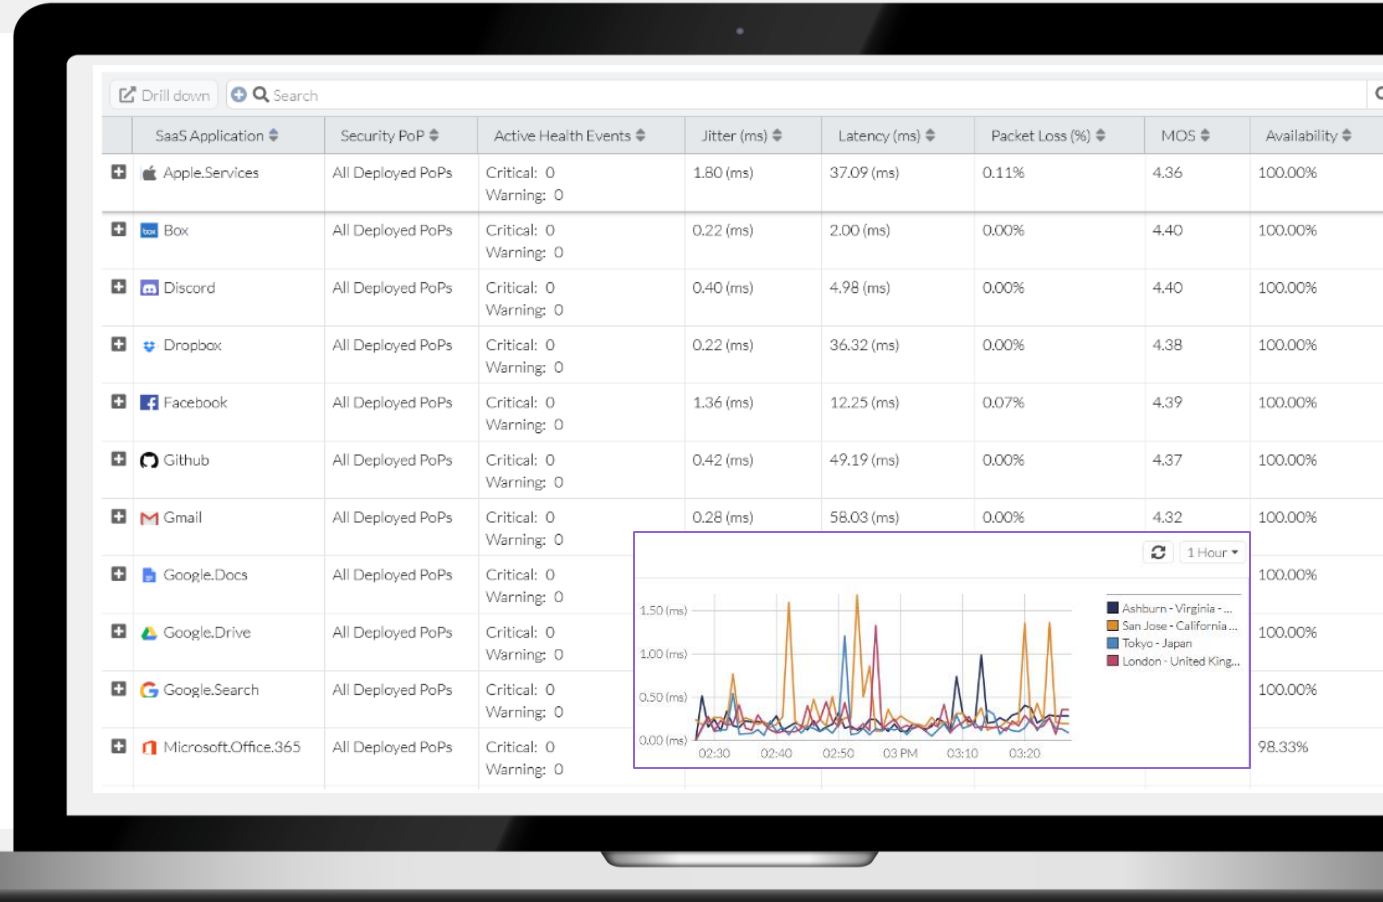 Drill down Search
SaaS Application Security PoP Active Health Events Jitter (ms) Latency (ms) Packet Loss (%) MOS Availability
Apple.Services All Deployed PoPs Critical: 0 1.80 (ms) 37.09 (ms) 0.11% 4.36 100.00%
Warning: 0
box Box All Deployed PoPs Critical: 0 0.22 (ms) 2.00 (ms) 0.00% 4.40 100.00%
Warning: 0
Discord All Deployed PoPs Critical: 0 0.40 (ms) 4.98 (ms) 0.00% 4.40 100.00%
Warning: 0
Dropbox All Deployed PoPs Critical: 0 0.22 (ms) 36.32 (ms) 0.00% 4.38 100.00%
Warning: 0
Facebook All Deployed PoPs Critical: 0 1.36 (ms) 12.25 (ms) 0.07% 4.39 100.00%
Warning: 0
Github All Deployed PoPs Critical: 0 0.42 (ms) 49.19 (ms) 0.00% 4.37 100.00%
Warning: 0
Gmail All Deployed PoPs Critical: 0 0.28 (ms) 58.03 (ms) 0.00% 4.32 100.00%
Warning: 0
Google.Docs All Deployed PoPs Critical: 0 100.00%
Warning: 0
Google.Drive All Deployed PoPs Critical: 0 100.00%
Warning: 0
Google.Search All Deployed PoPs Critical: 0 100.00%
Warning: 0
Microsoft.Office.365 All Deployed PoPs Critical: 0 98.33%
Warning: 0
1 Hour
1.50 (ms)
1.00 (ms)
0.50 (ms)
0.00 (ms)
02:30 02:40 02:50 03 PM 03:10 03:20
Ashburn - Virginia - ...
San Jose - California ...
Tokyo - Japan
London - United King...